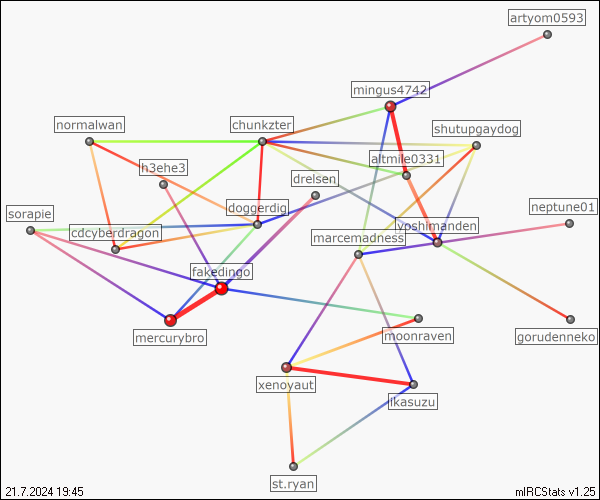 artyom0593
mingus4742
normalwan
chunkzter
shutupgaydog
altmile0331
h3ehe3
drelsen
sorapie
doggerdig
neptune01
cdcyberdragon
voshimanden
marcemadness
fakedingo
mercurybro
moonraven
gorudenneko
xenoyaut
ikasuzu
st.ryan
21.7.2024 19:45
mIRCStats v1.25